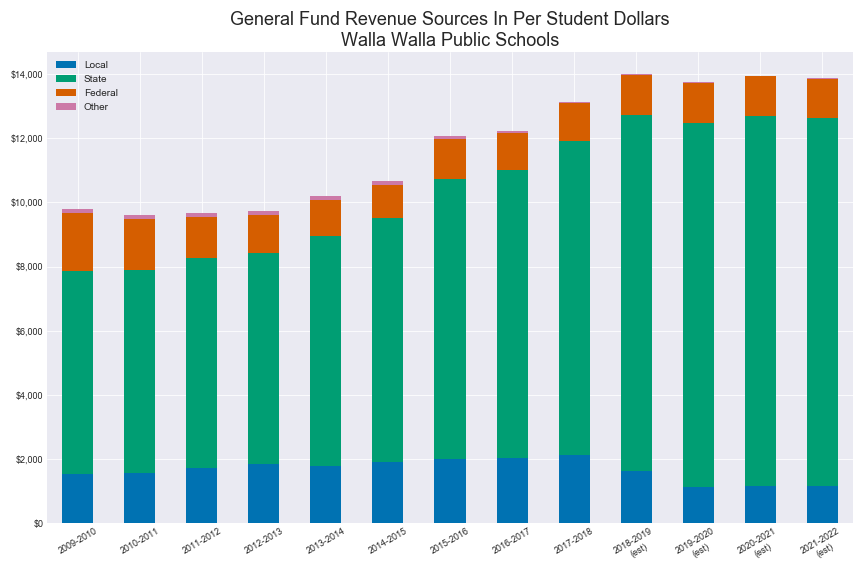 General Fund Revenue Sources In Per Student Dollars
Walla Walla Public Schools
Local
State
Federal
Other
$14,000
$12,000
$10,000
$8,000
$6,000
$4,000
$2,000
$0
2009-2010
2010-2011
2011-2012
2012-2013
2013-2014
2014-2015
2015-2016
2016-2017
2017-2018
2018-2019
(est)
2019-2020
(est)
2020-2021
(est)
2021-2022
(est)